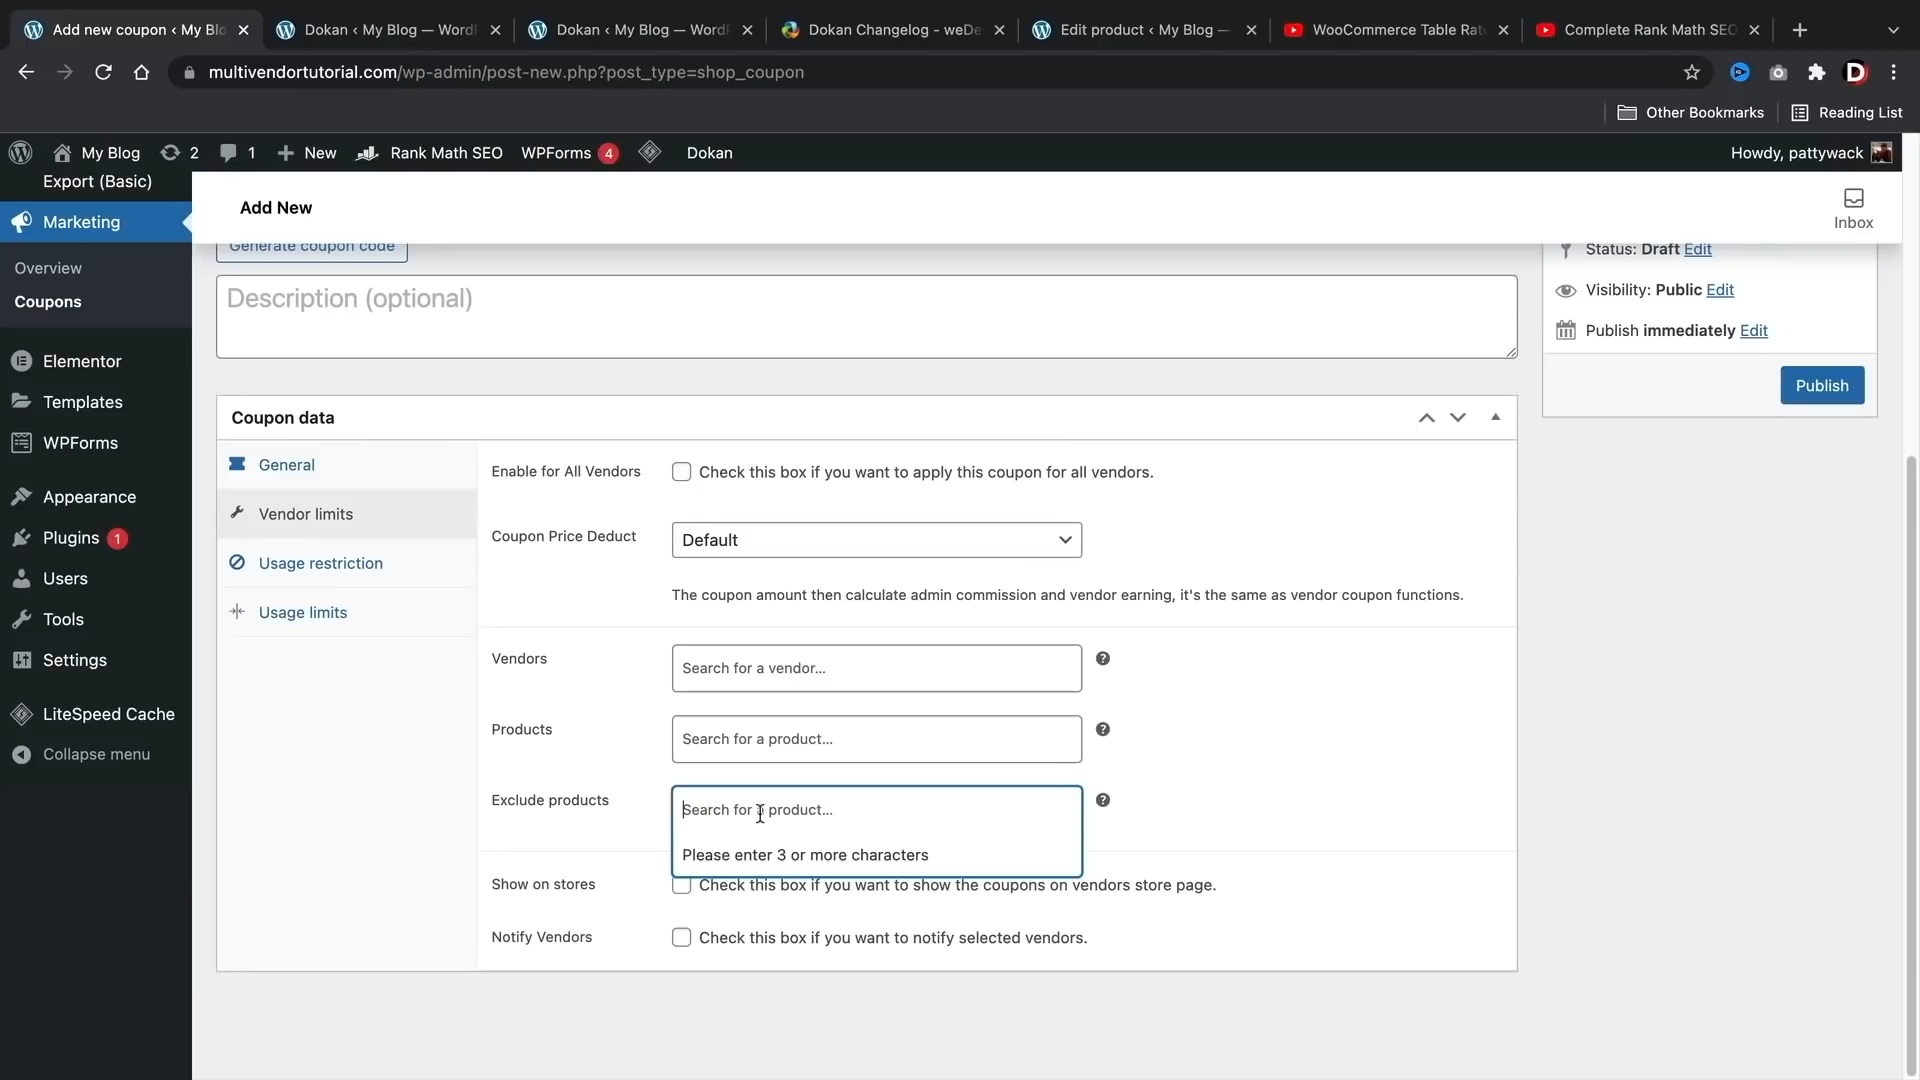 Add new coupon ‹ My Blo
Dokan ‹ My Blog — Word
Dokan ‹ My Blog — Word
Dokan Changelog - weDe
Edit product ‹ My Blog —
WooCommerce Table Rat
Complete Rank Math SEO
multivendortutorial.com/wp-admin/post-new.php?post_type=shop_coupon
Other Bookmarks
Reading List
My Blog
2
1
New
Rank Math SEO
WPForms 4
Dokan
Howdy, pattywack
Export (Basic)
Marketing
Overview
Coupons
Elementor
Templates
WPForms
Appearance
Plugins 1
Users
Tools
Settings
LiteSpeed Cache
Collapse menu
Add New
Inbox
Generate coupon code
Description (optional)
Status: Draft Edit
Visibility: Public Edit
Publish immediately Edit
Publish
Coupon data
General
Vendor limits
Usage restriction
Usage limits
Enable for All Vendors
Check this box if you want to apply this coupon for all vendors.
Coupon Price Deduct
Default
The coupon amount then calculate admin commission and vendor earning, it's the same as vendor coupon functions.
Vendors
Search for a vendor...
Products
Search for a product...
Exclude products
Search for a product...
Please enter 3 or more characters
Show on stores
Check this box if you want to show the coupons on vendors store page.
Notify Vendors
Check this box if you want to notify selected vendors.